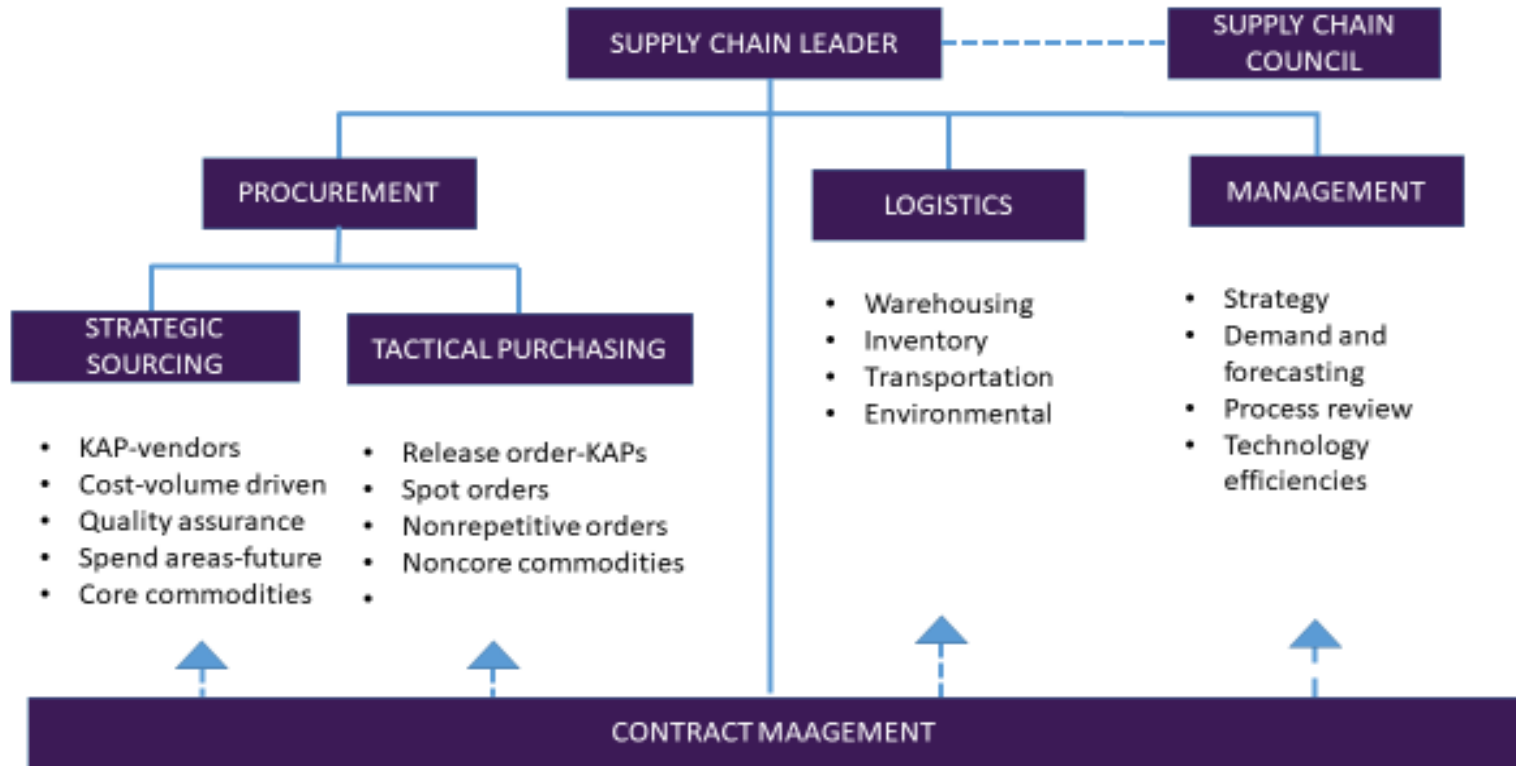 SUPPLY CHAIN LEADER
SUPPLY CHAIN
COUNCIL
PROCUREMENT
LOGISTICS
MANAGEMENT
STRATEGIC
SOURCING
TACTICAL PURCHASING
• KAP-vendors
• Cost-volume driven
• Quality assurance
• Spend areas-future
• Core commodities
• Release order-KAPs
• Spot orders
• Nonrepetitive orders
• Noncore commodities
•
• Warehousing
• Inventory
• Transportation
• Environmental
• Strategy
• Demand and
forecasting
• Process review
• Technology
efficiencies
CONTRACT MAAGEMENT